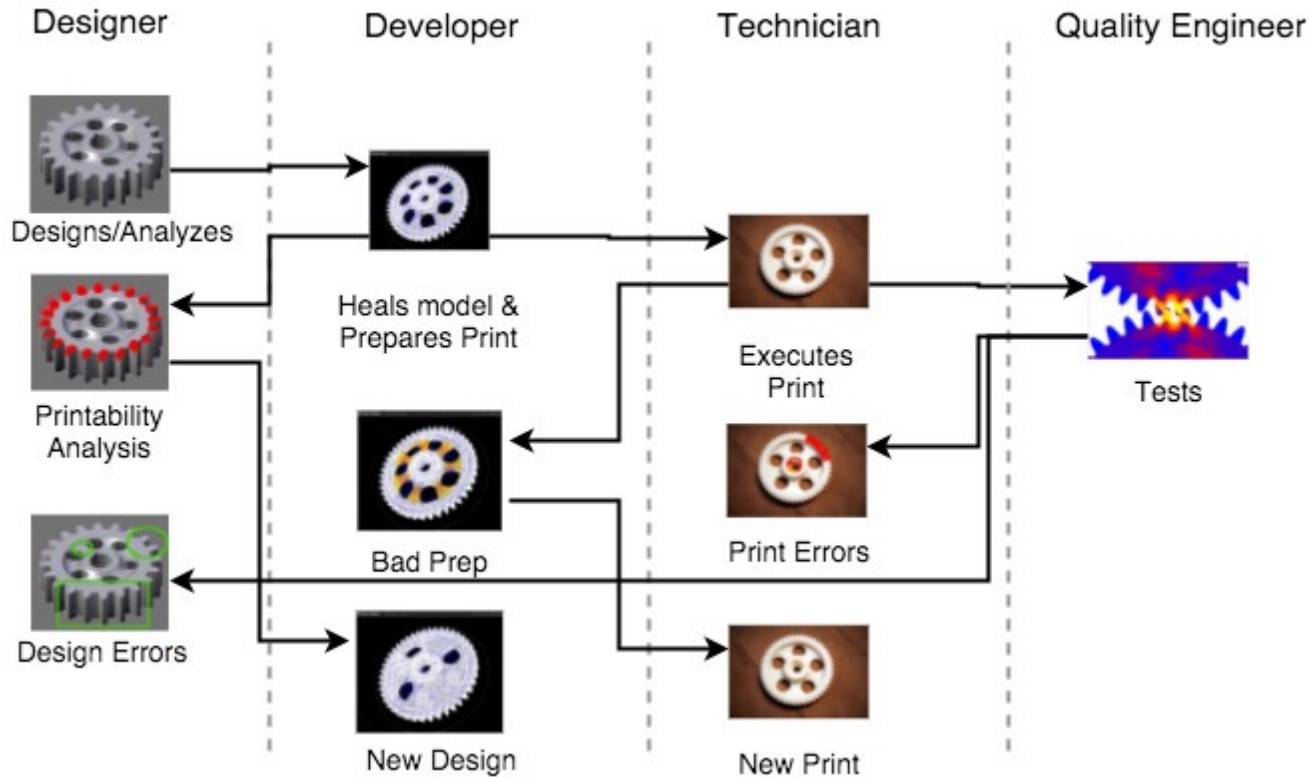 Designer
Developer
Technician
Quality Engineer
Designs/Analyzes
Heals model &
Prepares Print
Executes
Print
Tests
Printability
Analysis
Bad Prep
Print Errors
Design Errors
New Design
New Print